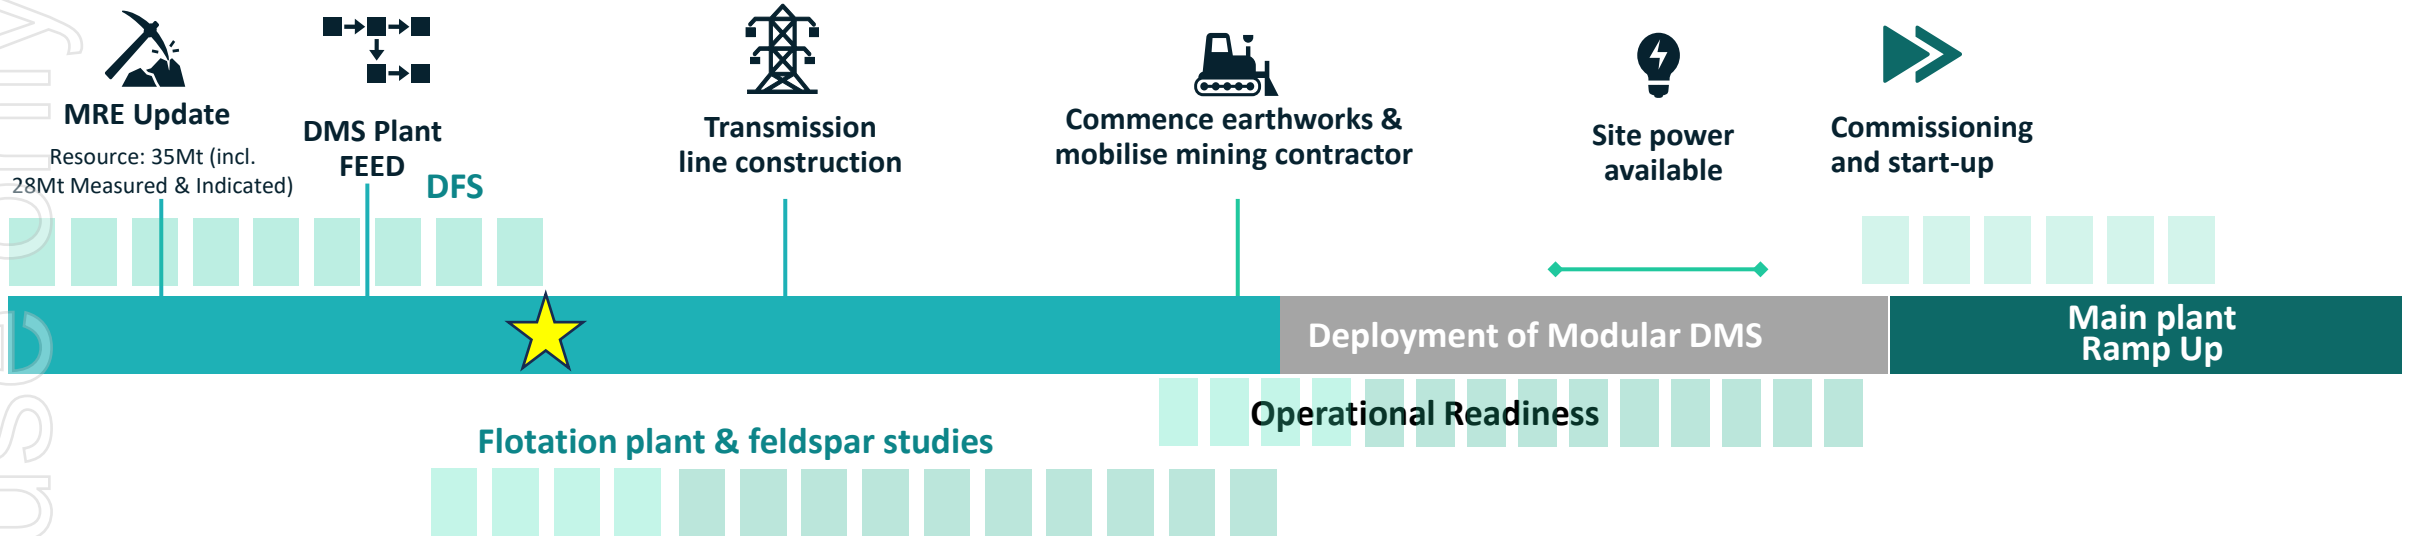 MRE Update
Resource: 35Mt (incl.
28Mt Measured & Indicated)
DMS Plant
FEED
DFS
Transmission
line construction
Commence earthworks &
mobilise mining contractor
Site power
available
Commissioning
and start-up
Deployment of Modular DMS
Main plant
Ramp Up
Operational Readiness
Flotation plant & feldspar studies
use only